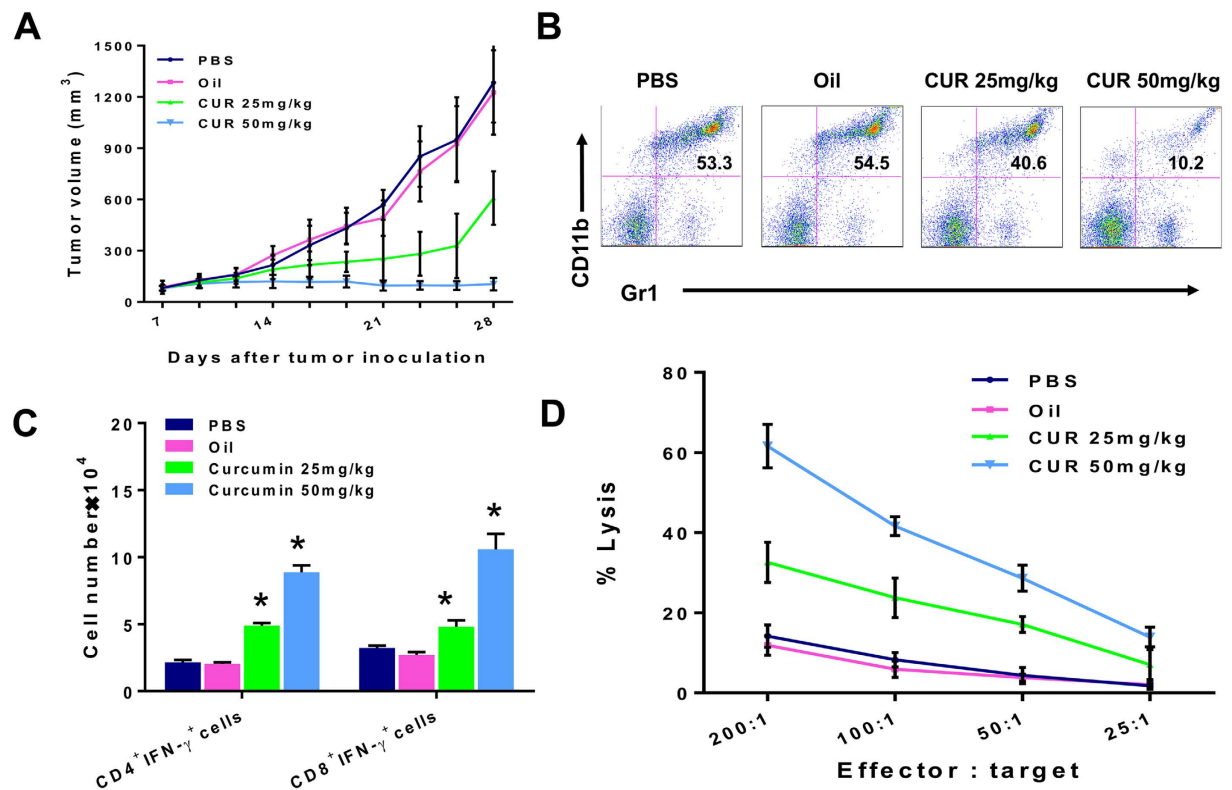 A
Tumor volume (mm³)
1500
1200
900
600
300
0
PBS
Oil
CUR 25mg/kg
CUR 50mg/kg
7
14
21
28
Days after tumor inoculation
B
PBS
Oil
CUR 25mg/kg
CUR 50mg/kg
53.3
54.5
40.6
10.2
CD11b
Gr1
C
Cell number×10⁴
20
15
10
5
0
PBS
Oil
Curcumin 25mg/kg
Curcumin 50mg/kg
*
*
*
*
CD4⁺IFN-γ⁺cells
CD8⁺IFN-γ⁺cells
D
% Lysis
80
60
40
20
0
PBS
Oil
CUR 25mg/kg
CUR 50mg/kg
200:1
100:1
50:1
25:1
Effector : target